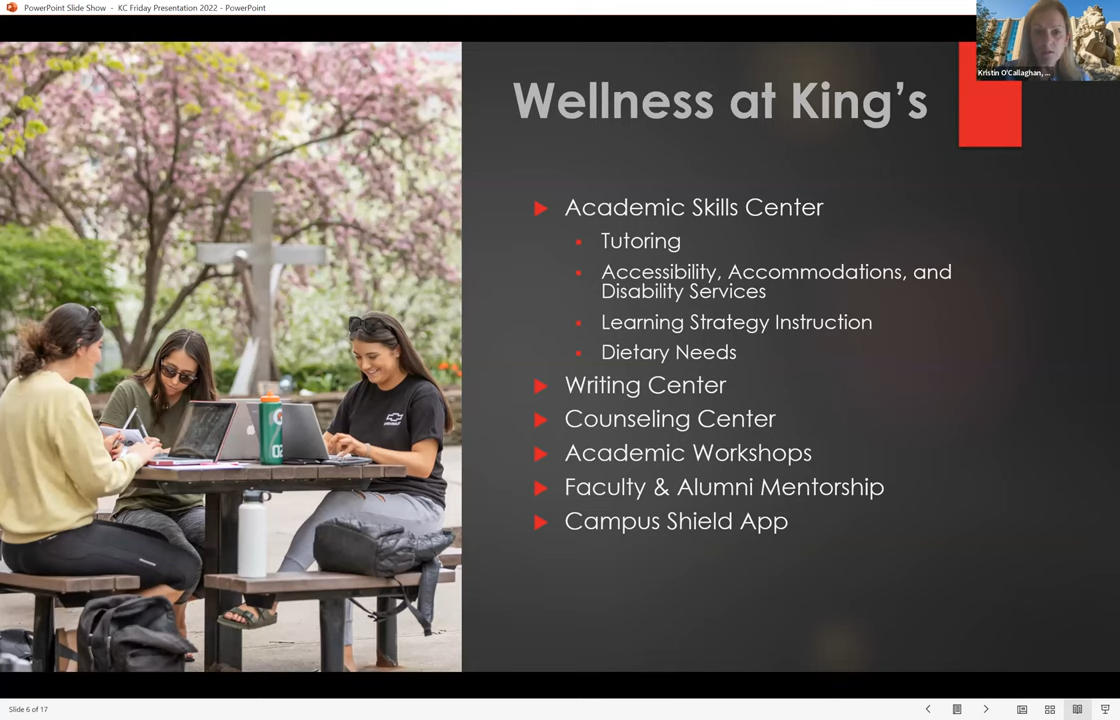 PowerPoint Slide Show - KC Friday Presentation 2022 - PowerPoint
Kristin O'Callaghan, ...
Wellness at King's
Academic Skills Center
Tutoring
Accessibility, Accommodations, and
Disability Services
Learning Strategy Instruction
Dietary Needs
Writing Center
Counseling Center
Academic Workshops
Faculty & Alumni Mentorship
Campus Shield App
Slide 6 of 17